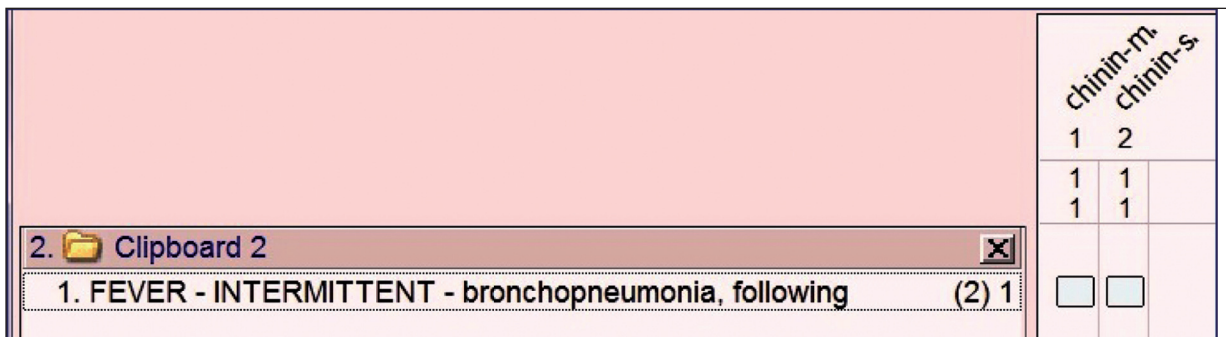 chinin-m. chinin-s.
1 2
1 1
1 1
2. Clipboard 2
1. FEVER - INTERMITTENT - bronchopneumonia, following (2) 1